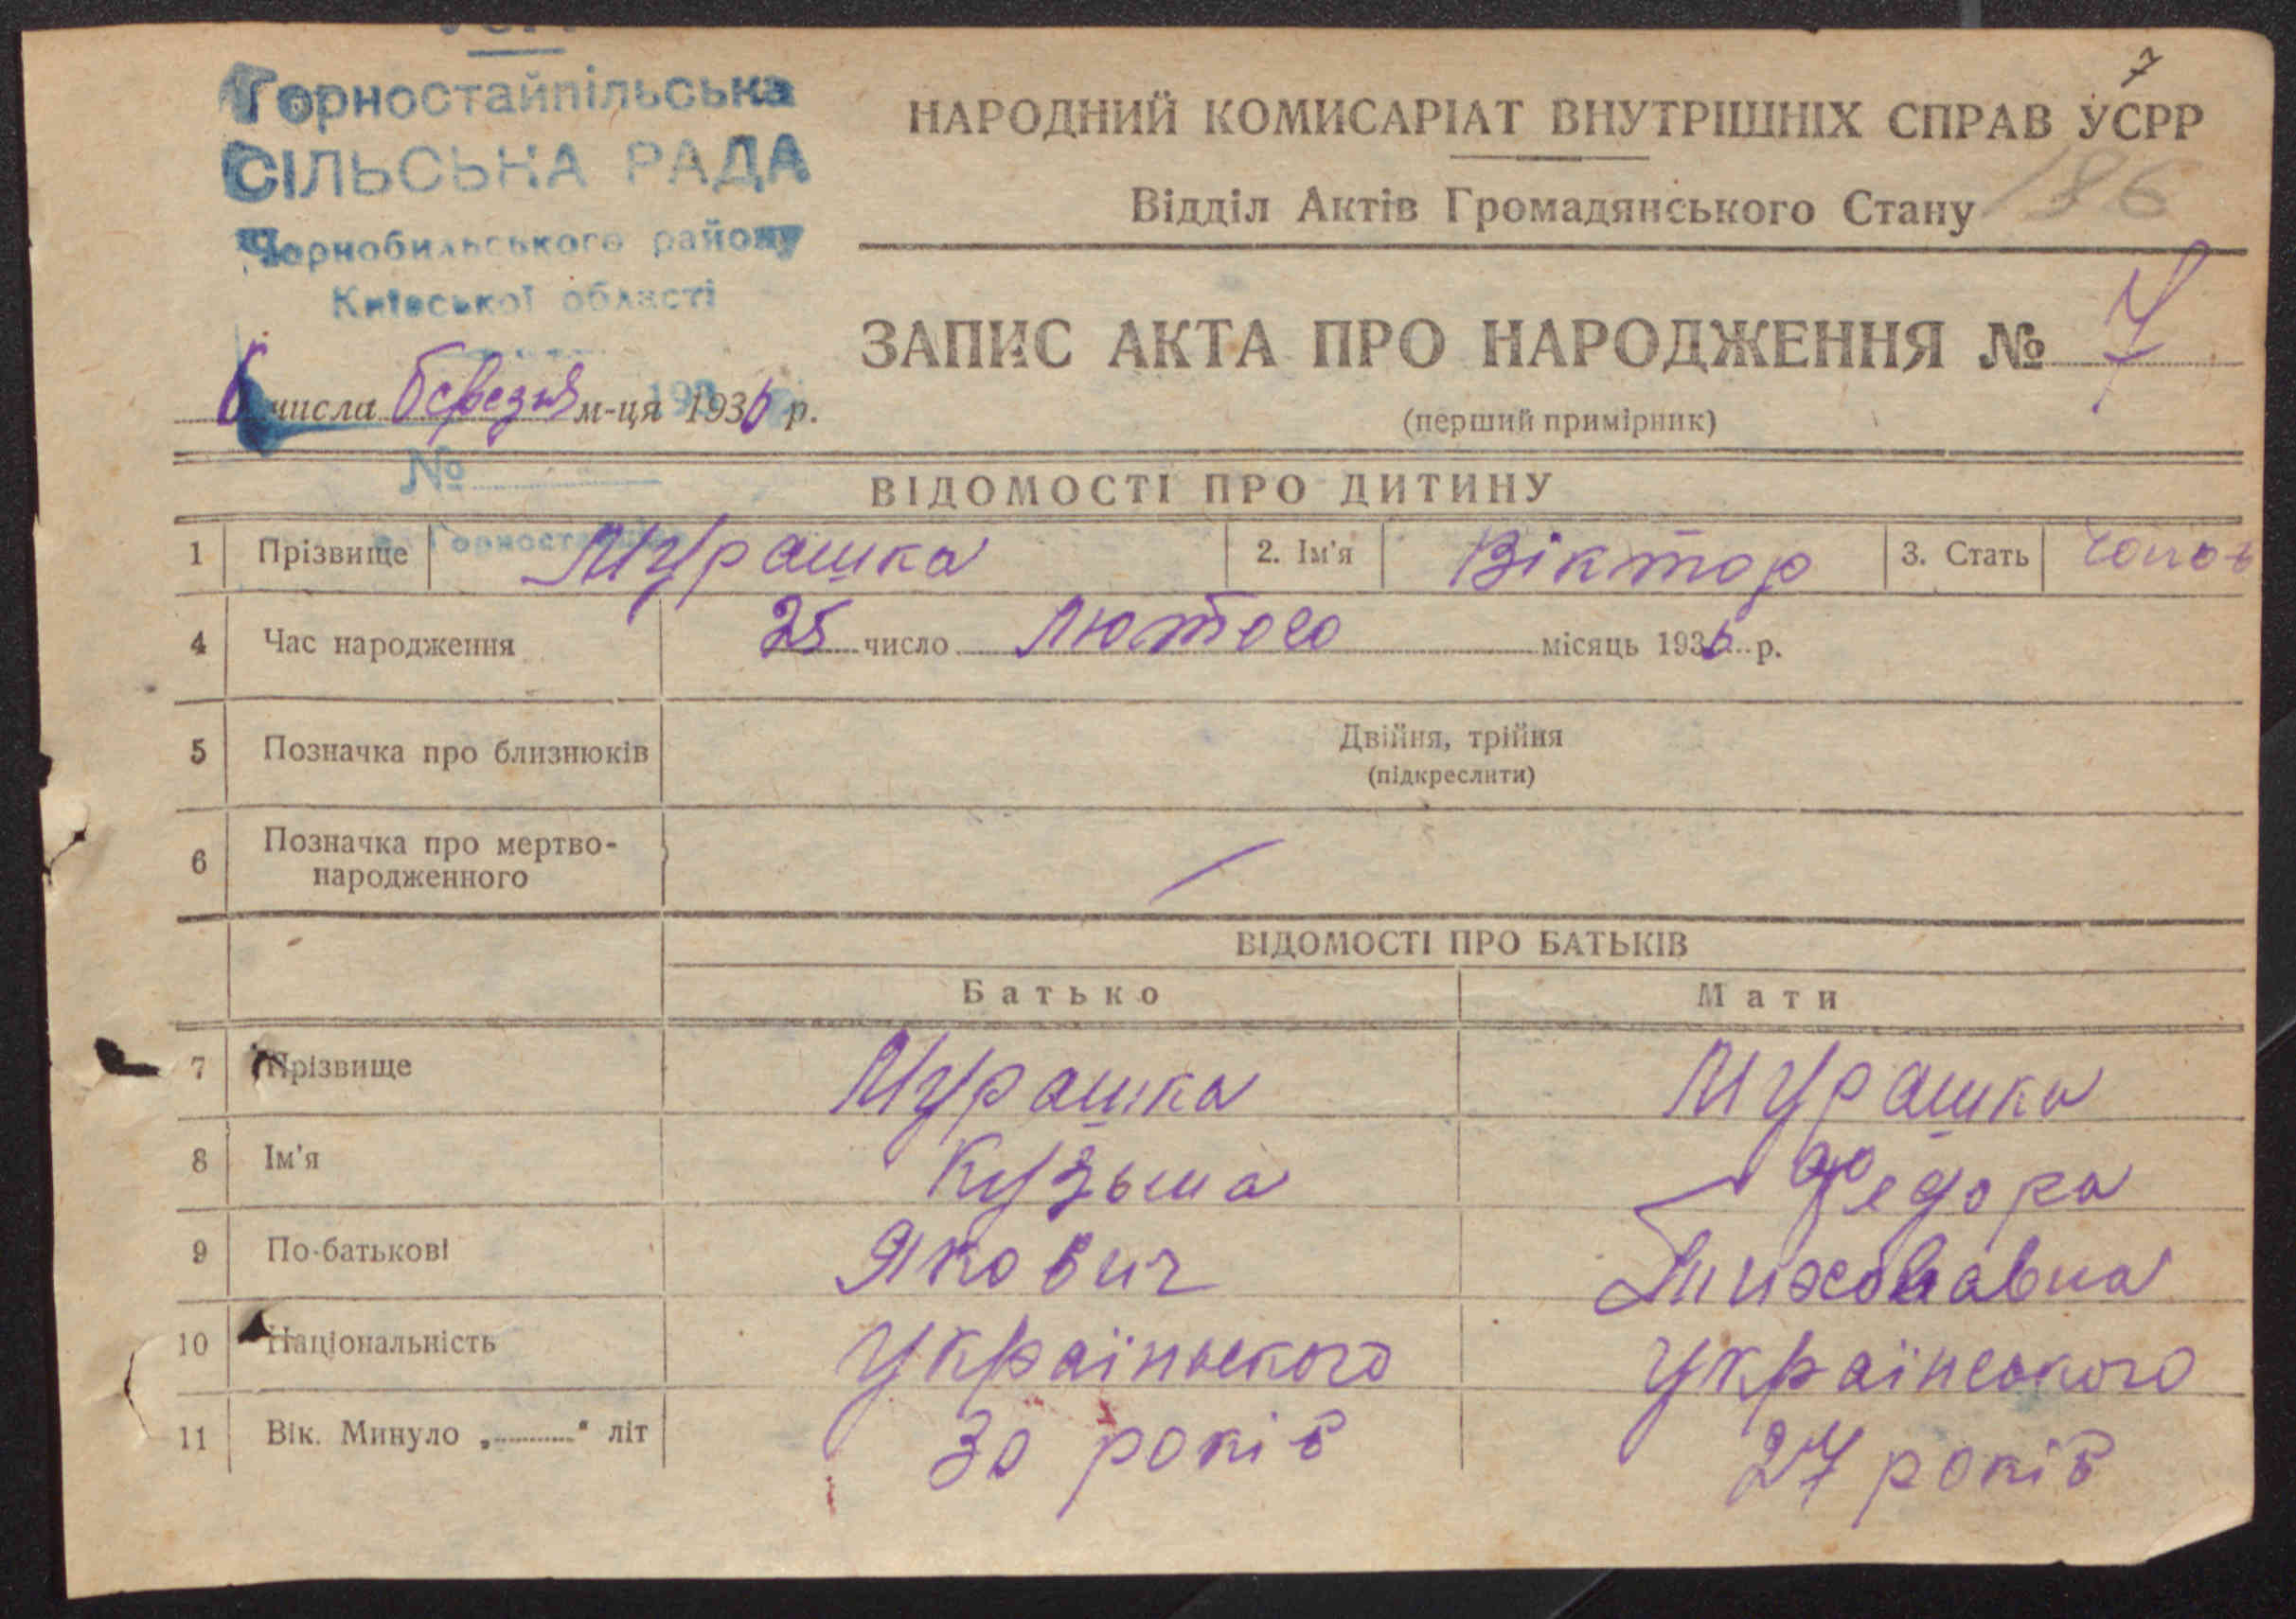 УСРР
Горностайпільська
СІЛЬСЬКА РАДА
Чорнобильського району
Київської області
6 числа березня м-ця 1936 р.
№
7
НАРОДНИЙ КОМИСАРІАТ ВНУТРІШНІХ СПРАВ УСРР
186
Відділ Актів Громадянського Стану
ЗАПИС АКТА ПРО НАРОДЖЕННЯ № 7
(перший примірник)
ВІДОМОСТІ ПРО ДИТИНУ
1 Прізвище Мурашка 2. Ім'я Віктор 3. Стать чолов
4 Час народження 25 число Лютого місяць 1936 р.
5 Позначка про близнюків Двійня, трійня
(підкреслити)
6 Позначка про мертво-
народженного
ВІДОМОСТІ ПРО БАТЬКІВ
Батько Мати
7 Прізвище Мурашка Мурашка
8 Ім'я Кузьма Федора
9 По-батькові Якович
10 Національність Українського Українського
11 Вік. Минуло „ “ літ 30 років 27 років